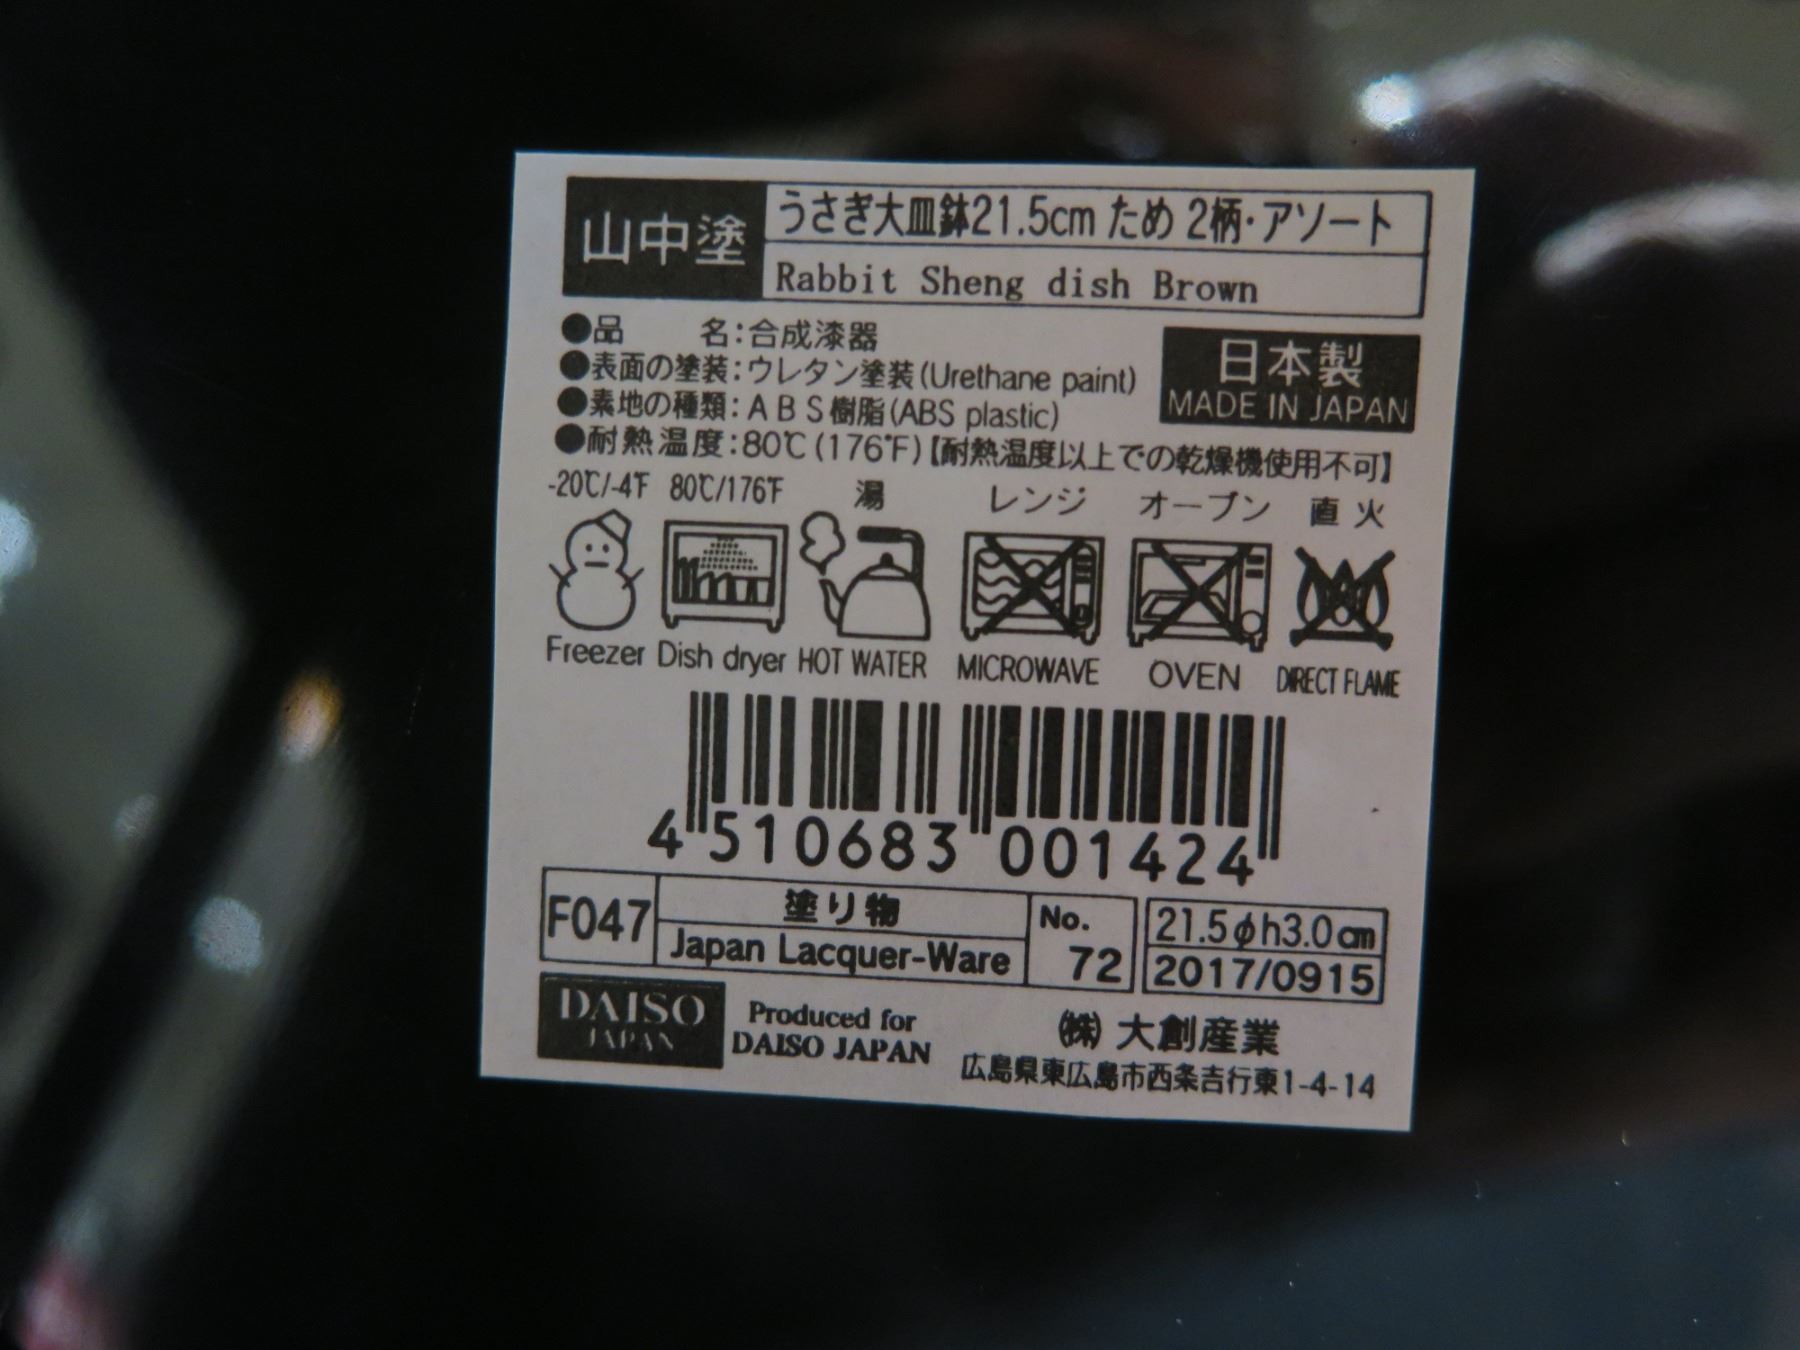 山中塗
うさぎ大皿鉢21.5cm ため 2柄・アソート
Rabbit Sheng dish Brown
●品　　名：合成漆器
●表面の塗装：ウレタン塗装(Urethane paint)
●素地の種類：ＡＢＳ樹脂(ABS plastic)
●耐熱温度：80℃(176°F)【耐熱温度以上での乾燥機使用不可】
日本製
MADE IN JAPAN
-20℃/-4°F 80℃/176°F 湯 レンジ オーブン 直火
Freezer Dish dryer HOT WATER MICROWAVE OVEN DIRECT FLAME
4 510683 001424
F047
塗り物
Japan Lacquer-Ware
No.
72
21.5φh3.0cm
2017/0915
DAISO
JAPAN
Produced for
DAISO JAPAN
㈱ 大創産業
広島県東広島市西条吉行東1-4-14